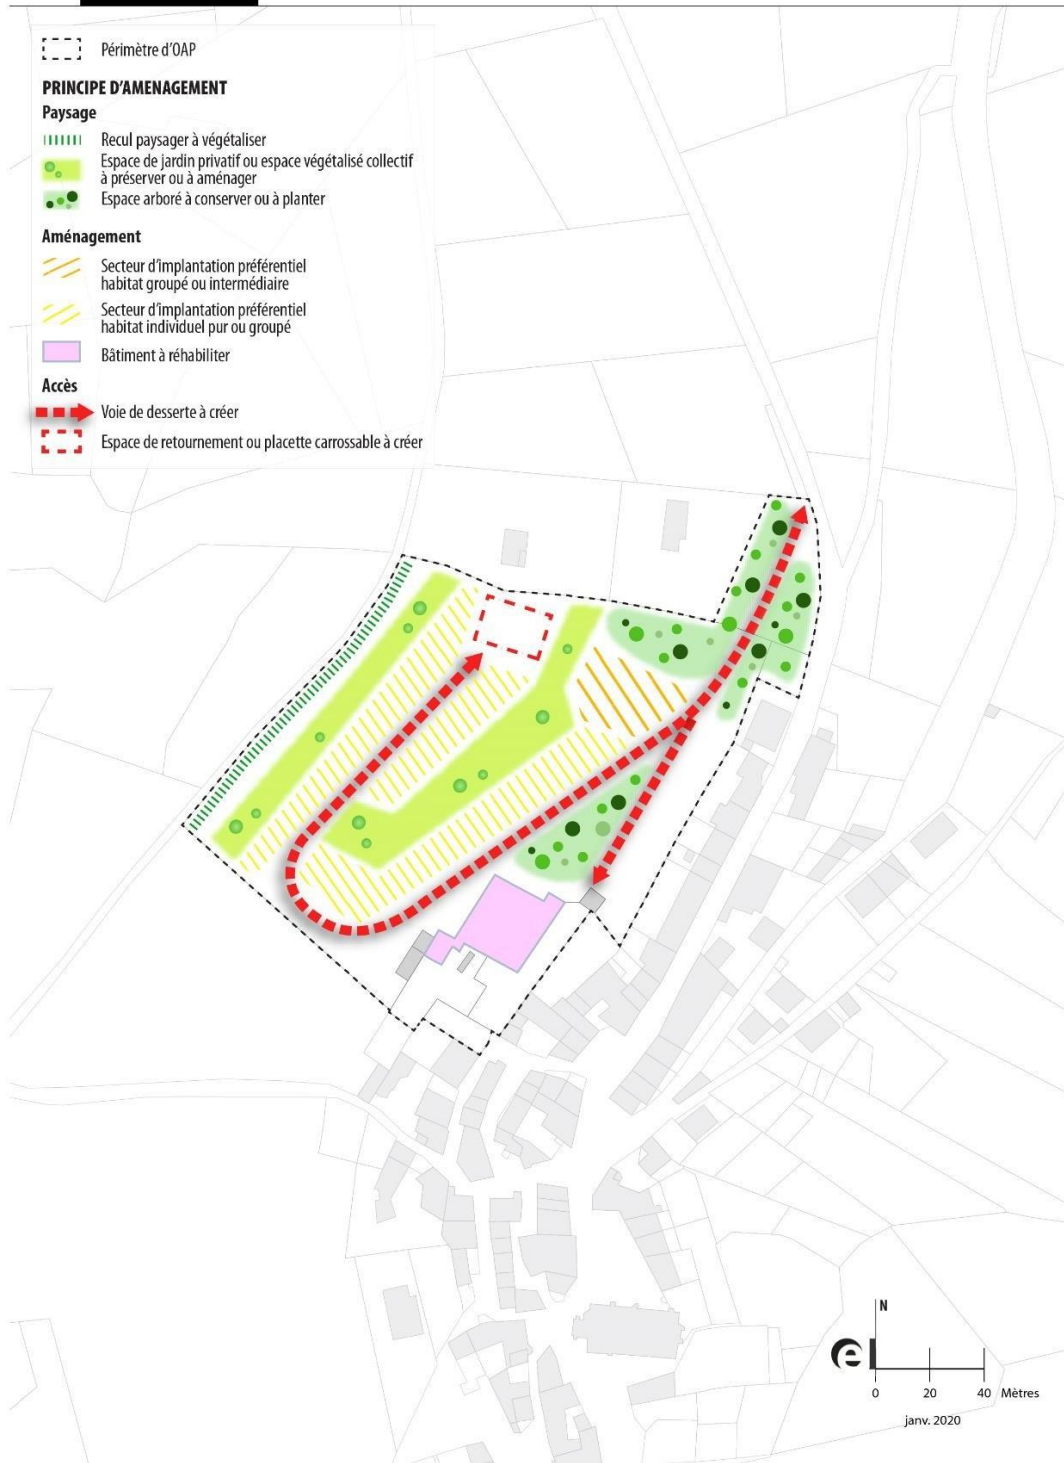 Périmètre d'OAP
PRINCIPE D'AMENAGEMENT
Paysage
Recul paysager à végétaliser
Espace de jardin privatif ou espace végétalisé collectif
à préserver ou à aménager
Espace arboré à conserver ou à planter
Aménagement
Secteur d'implantation préférentiel
habitat groupé ou intermédiaire
Secteur d'implantation préférentiel
habitat individuel pur ou groupé
Bâtiment à réhabiliter
Accès
Voie de desserte à créer
Espace de retournement ou placette carrossable à créer
N
e
0 20 40 Mètres
janv. 2020